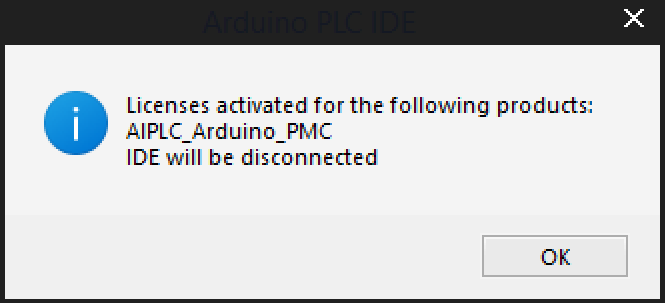 Arduino PLC IDE
Licenses activated for the following products:
AIPLC_Arduino_PMC
IDE will be disconnected
OK